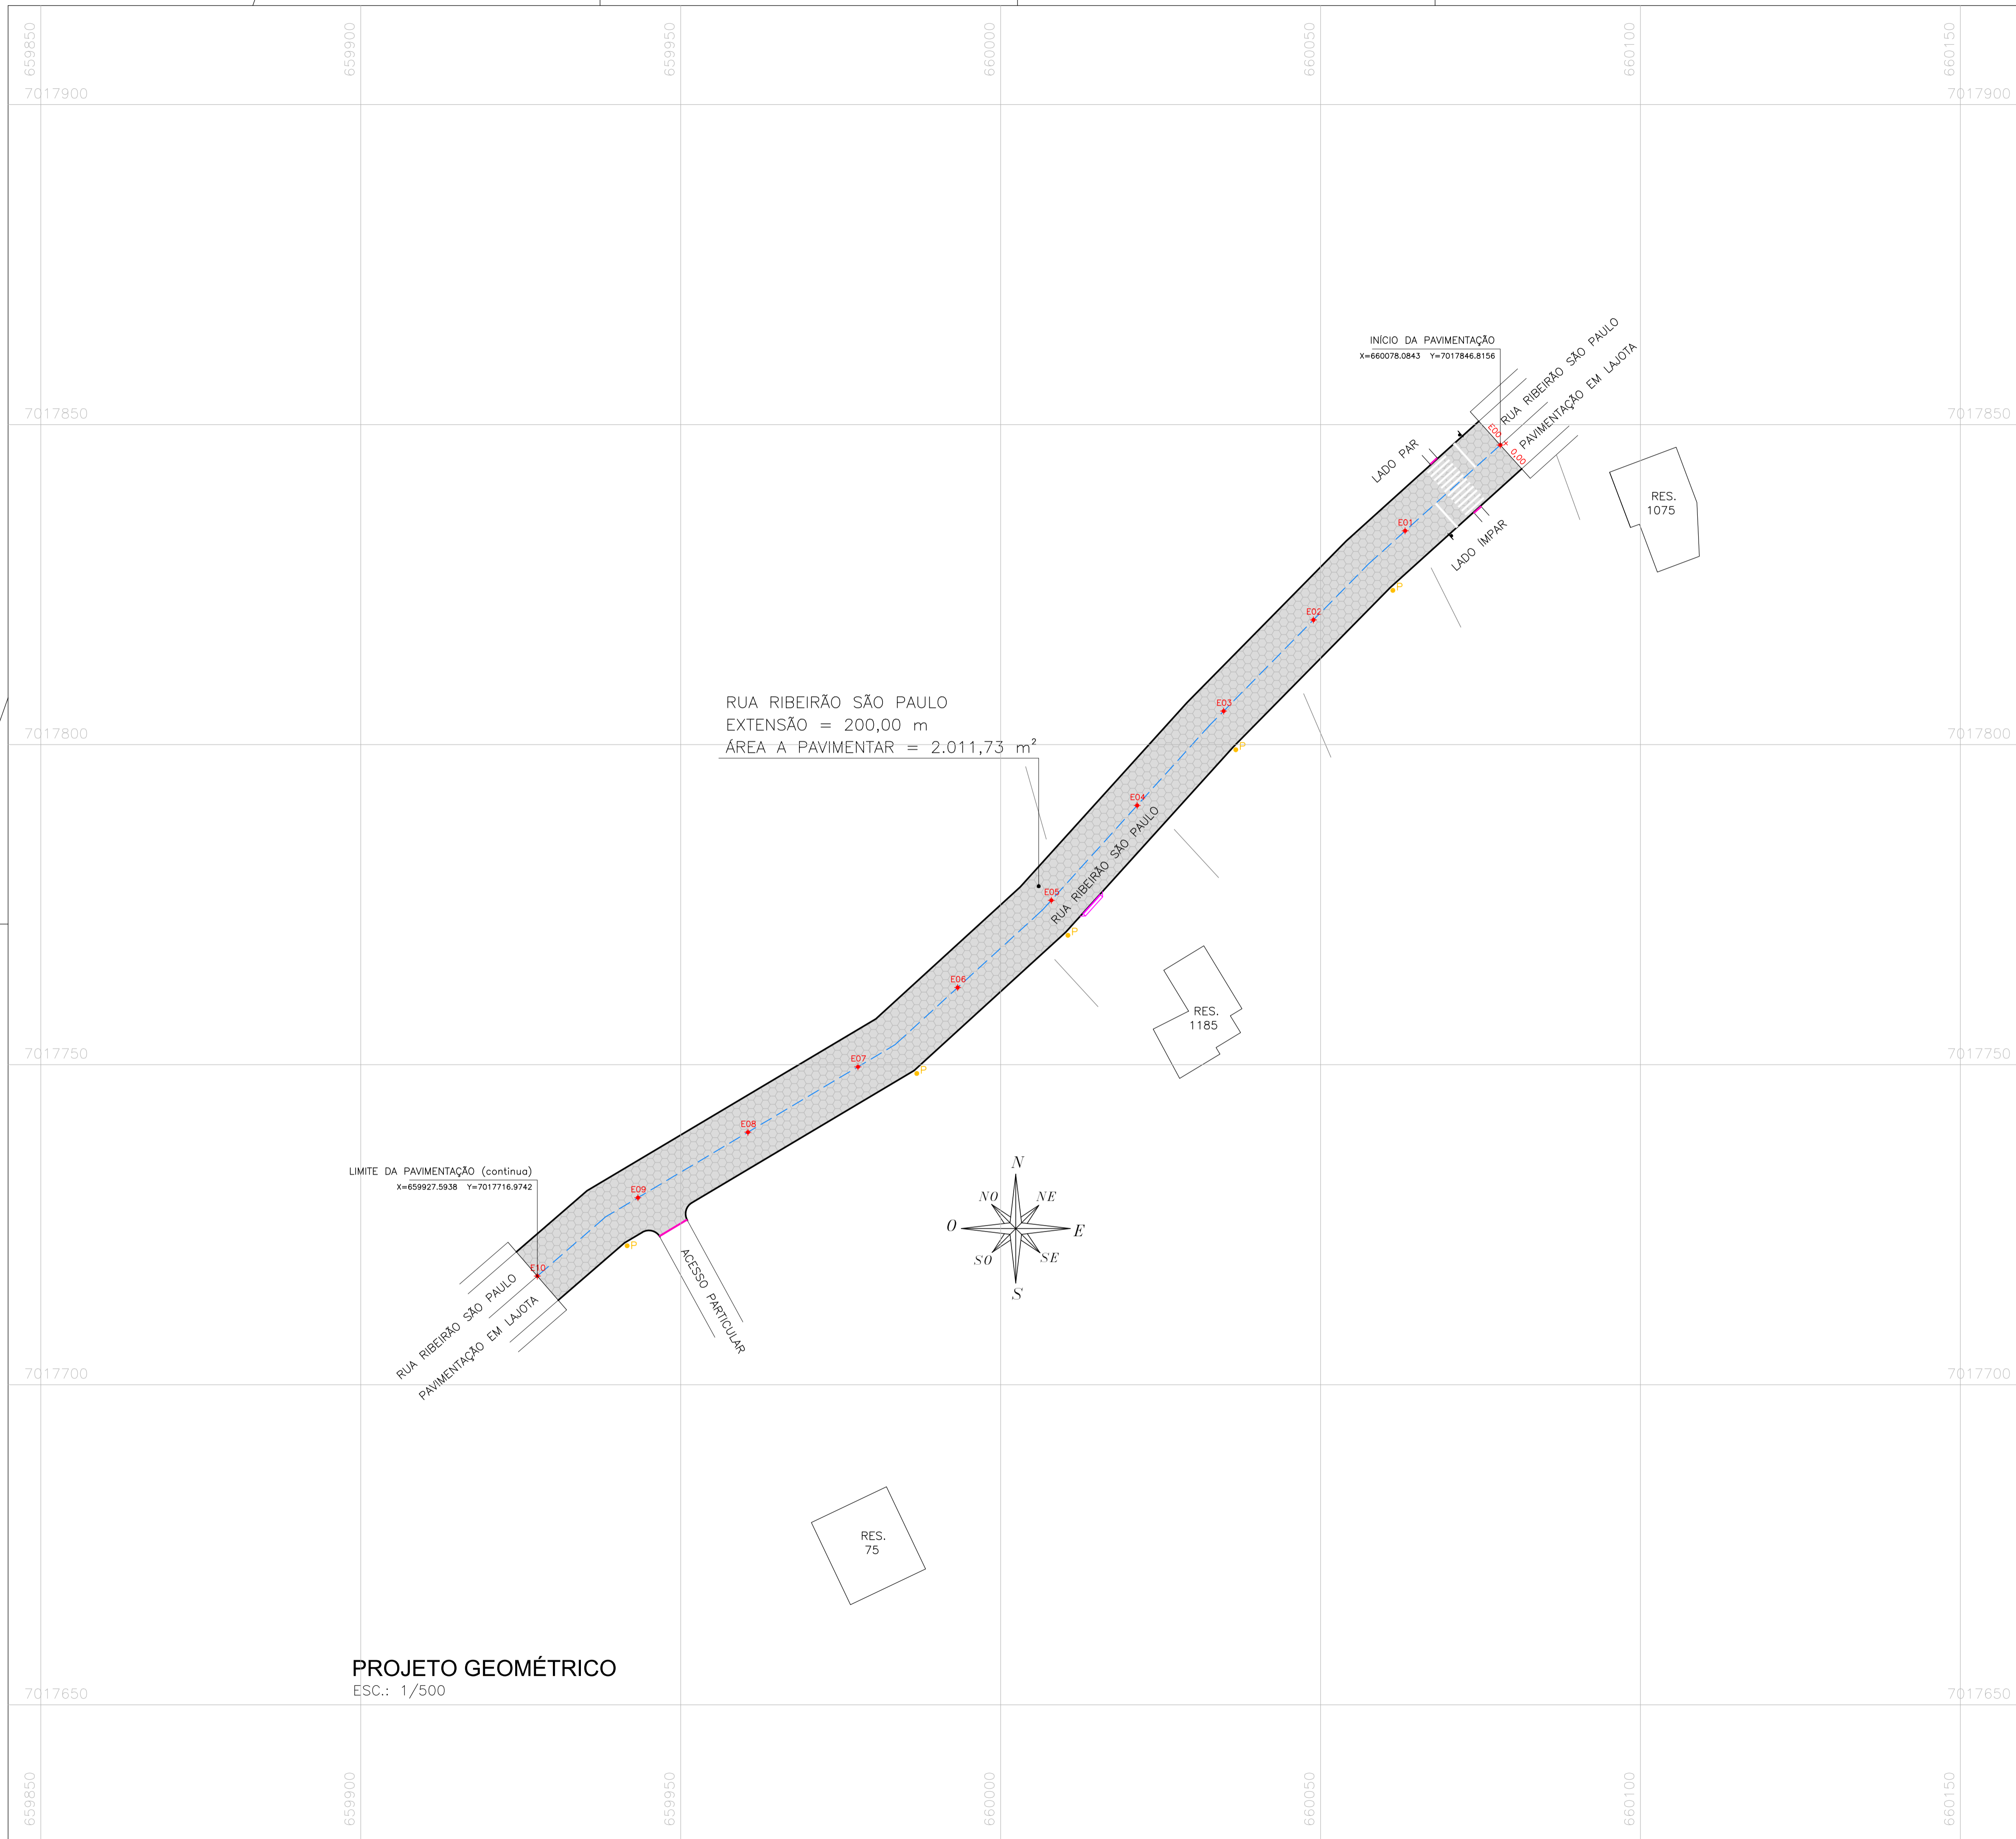 659850
659900
659950
660000
660050
660100
660150
7017900
7017900
INÍCIO DA PAVIMENTAÇÃO
X=660078.0843 Y=7017846.8156
RUA RIBEIRÃO SÃO PAULO
PAVIMENTAÇÃO EM LAJOTA
7017850
7017850
E00 + 0,00
LADO PAR
LADO ÍMPAR
RES.
1075
E01
P
E02
E03
RUA RIBEIRÃO SÃO PAULO
EXTENSÃO = 200,00 m
ÁREA A PAVIMENTAR = 2.011,73 m²
7017800
7017800
P
E04
RUA RIBEIRÃO SÃO PAULO
E05
P
E06
RES.
1185
7017750
7017750
E07
P
E08
LIMITE DA PAVIMENTAÇÃO (continua)
X=659927.5938 Y=7017716.9742
E09
P
E10
N
NO
NE
O
E
SO
SE
S
RUA RIBEIRÃO SÃO PAULO
PAVIMENTAÇÃO EM LAJOTA
ACESSO PARTICULAR
7017700
7017700
RES.
75
PROJETO GEOMÉTRICO
ESC.: 1/500
7017650
7017650
659850
659900
659950
660000
660050
660100
660150